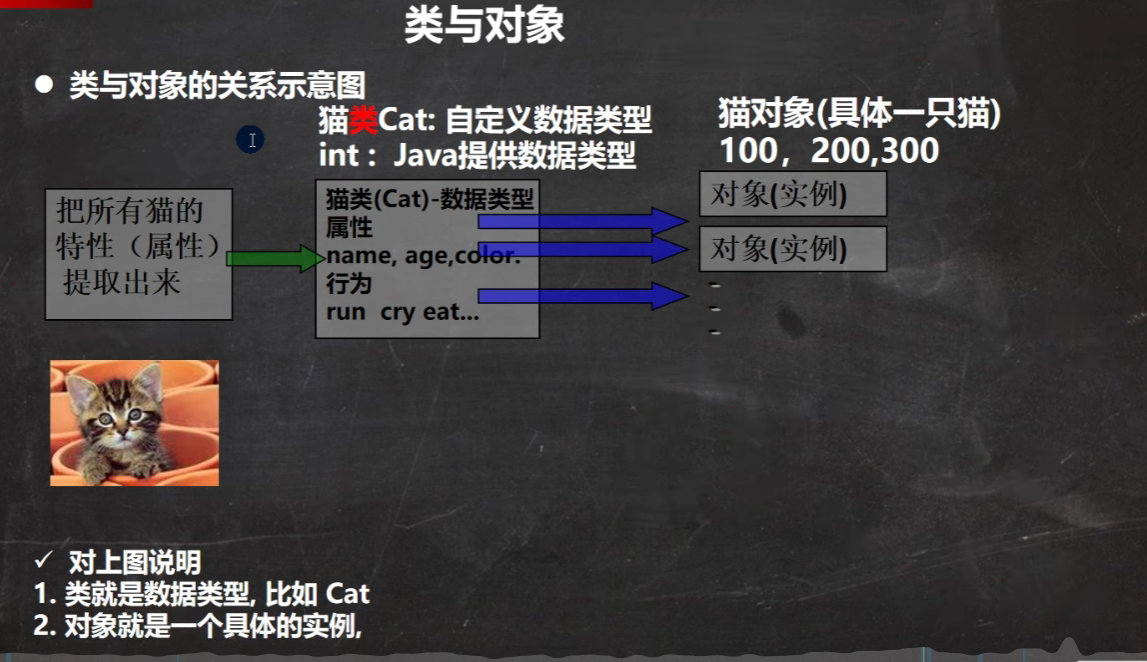 类与对象
● 类与对象的关系示意图
猫类Cat: 自定义数据类型
int： Java提供数据类型
猫对象(具体一只猫)
100，200,300
把所有猫的
特性（属性）
提取出来
猫类(Cat)-数据类型
属性
name, age,color.
行为
run cry eat...
对象(实例)
对象(实例)
✓ 对上图说明
1. 类就是数据类型, 比如 Cat
2. 对象就是一个具体的实例,